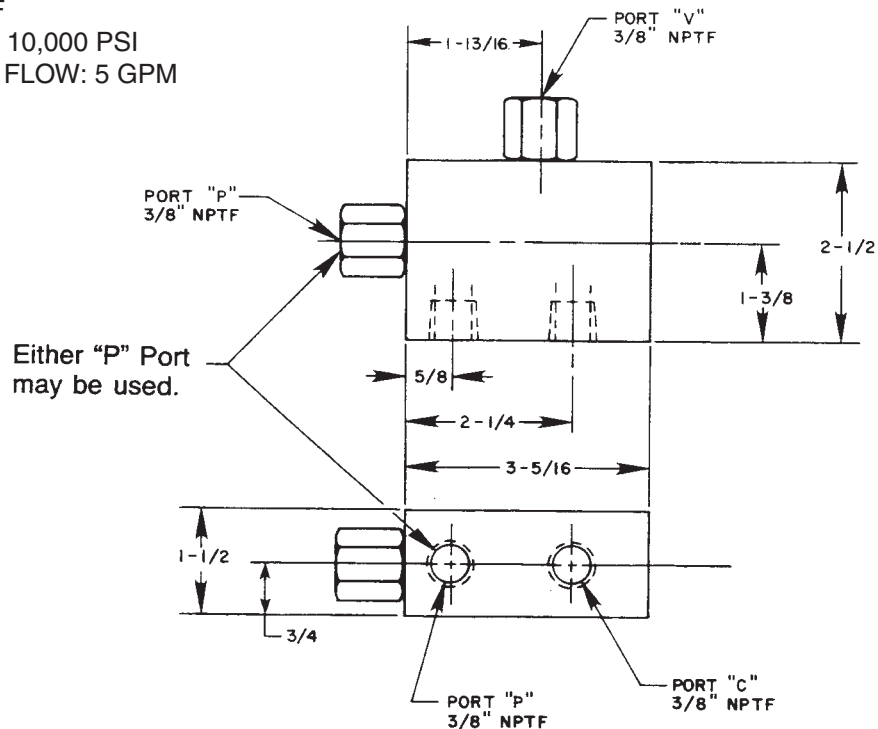 10,000 PSI
FLOW: 5 GPM
1-13/16
PORT "V"
3/8" NPTF
PORT "P"
3/8" NPTF
2-1/2
1-3/8
Either “P” Port
may be used.
5/8
2-1/4
3-5/16
1-1/2
3/4
PORT "P"
3/8" NPTF
PORT "C"
3/8" NPTF